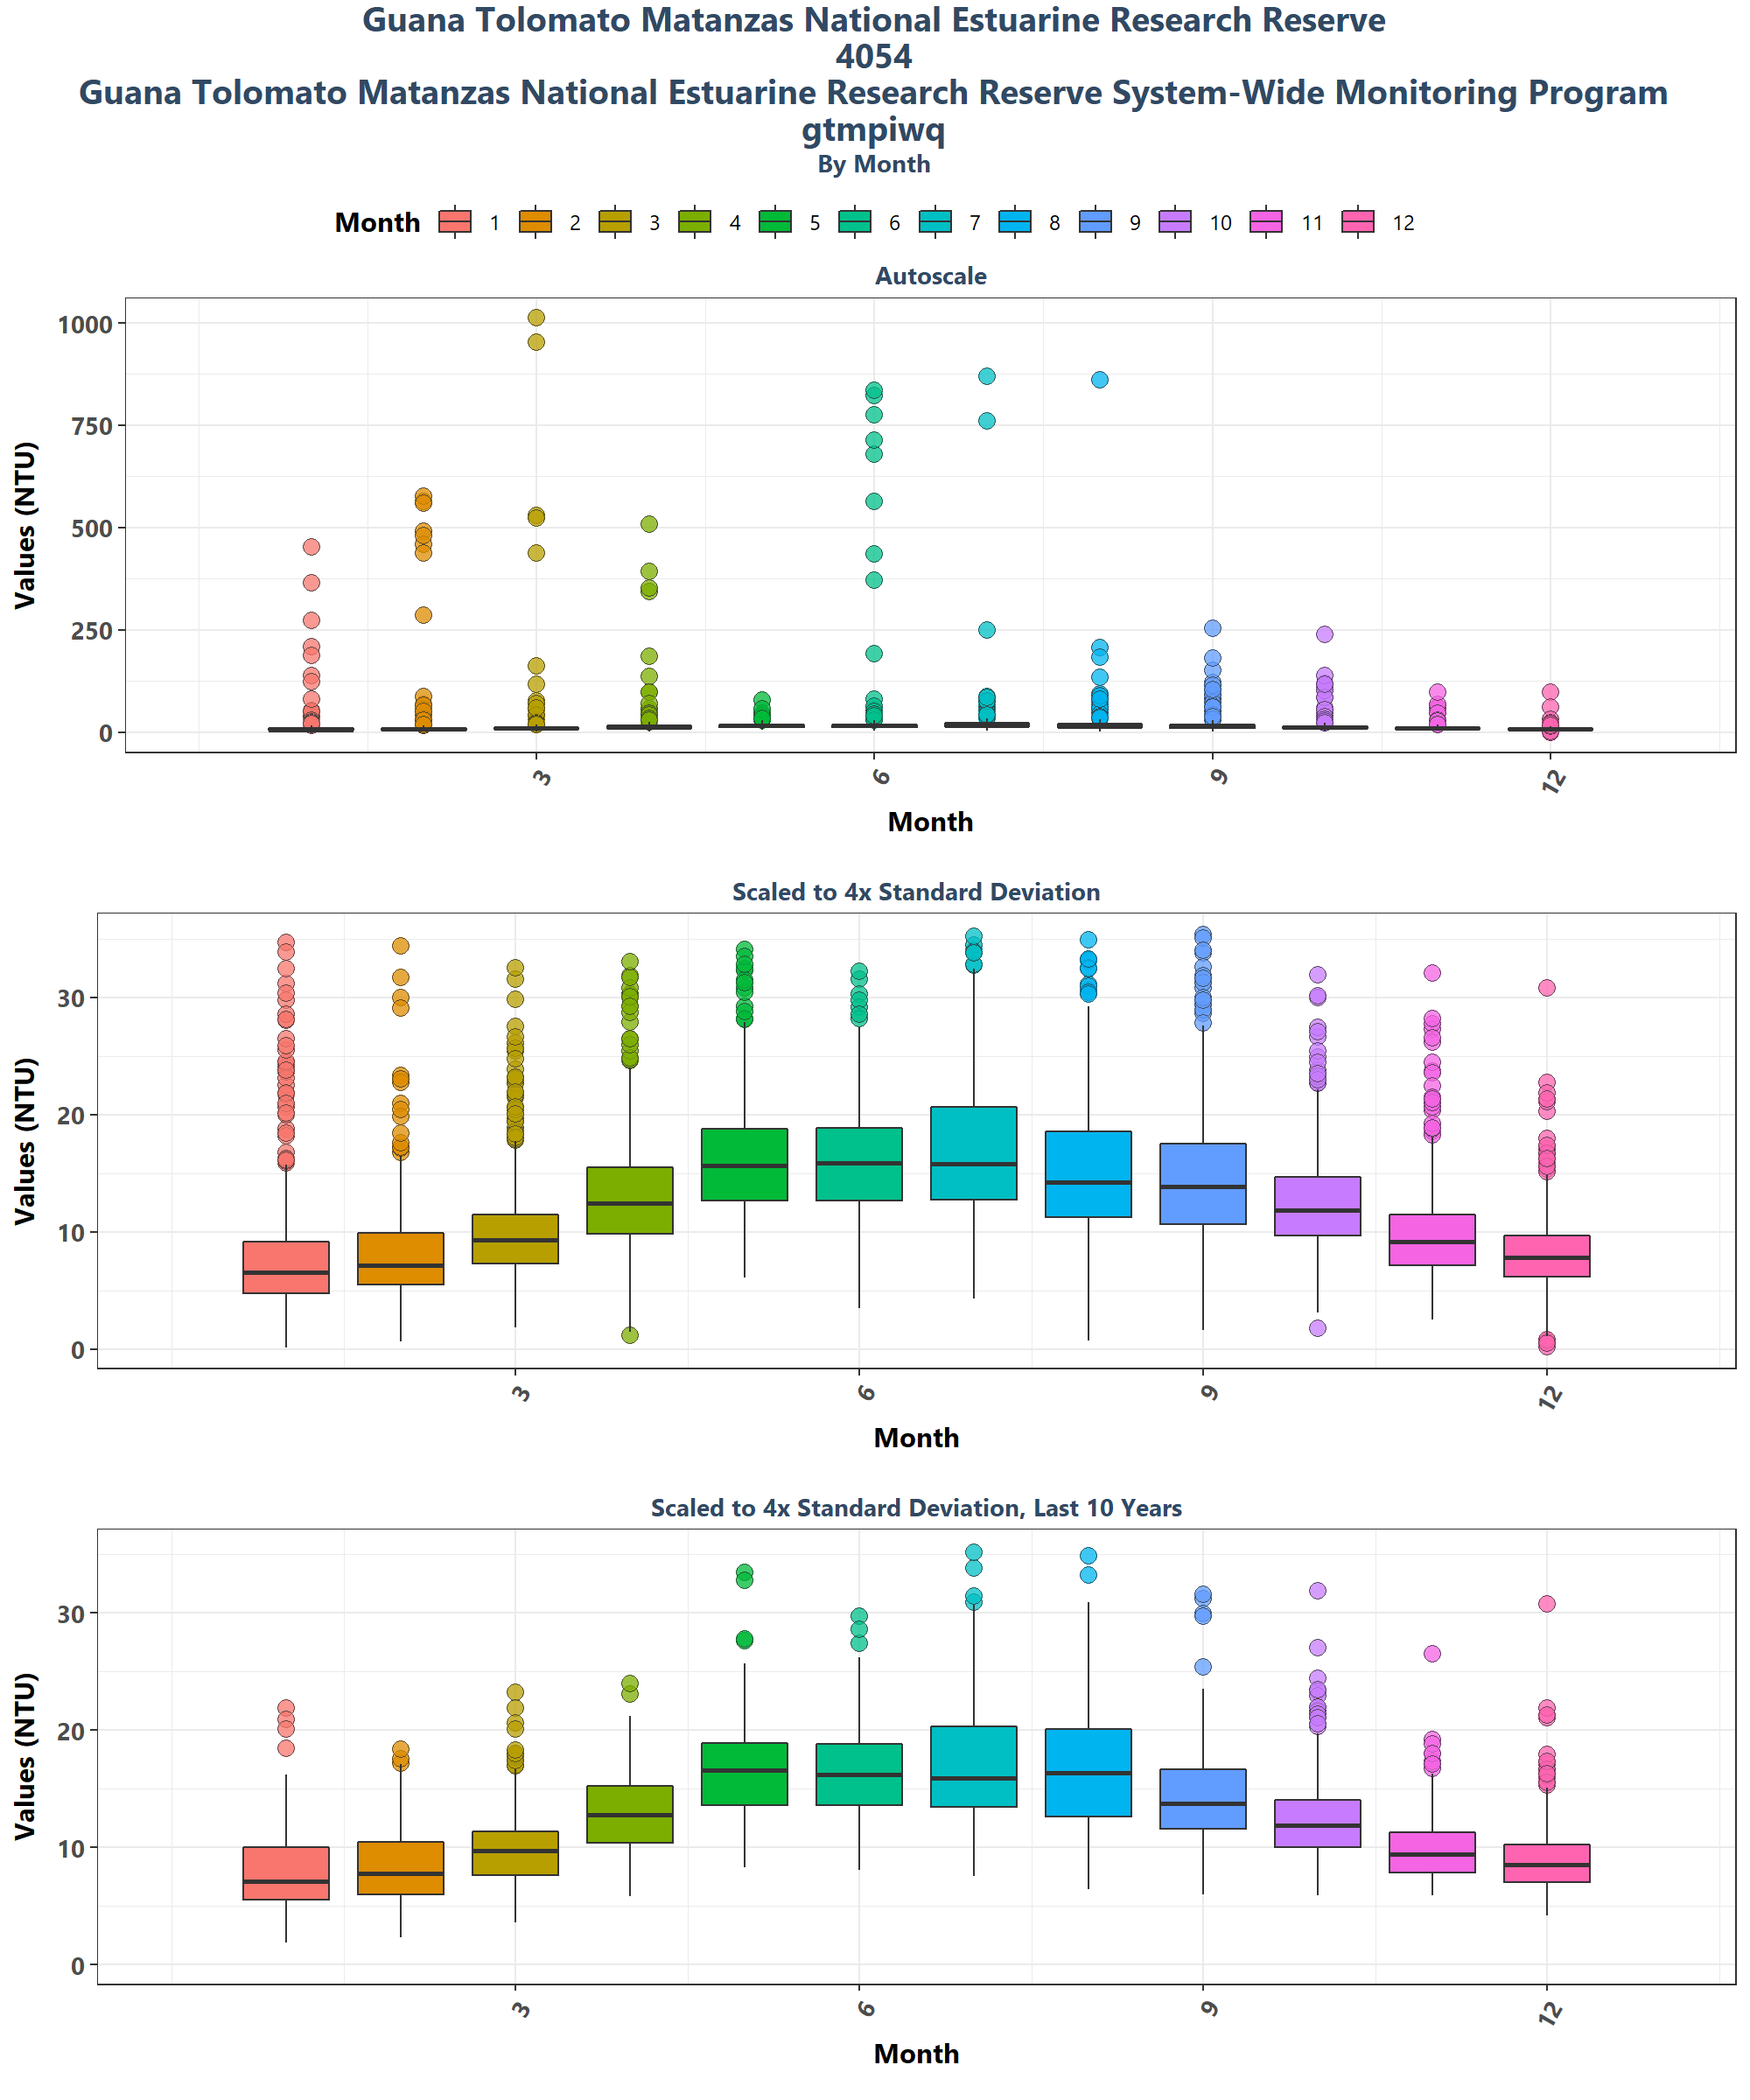 Guana Tolomato Matanzas National Estuarine Research Reserve
4054
Guana Tolomato Matanzas National Estuarine Research Reserve System-Wide Monitoring Program
gtmpiwq
By Month
Month 1 2 3 4 5 6 7 8 9 10 11 12
Autoscale
Values (NTU)
1000
750
500
250
0
3 6 9 12
Month
Scaled to 4x Standard Deviation
Values (NTU)
30
20
10
0
3 6 9 12
Month
Scaled to 4x Standard Deviation, Last 10 Years
Values (NTU)
30
20
10
0
3 6 9 12
Month